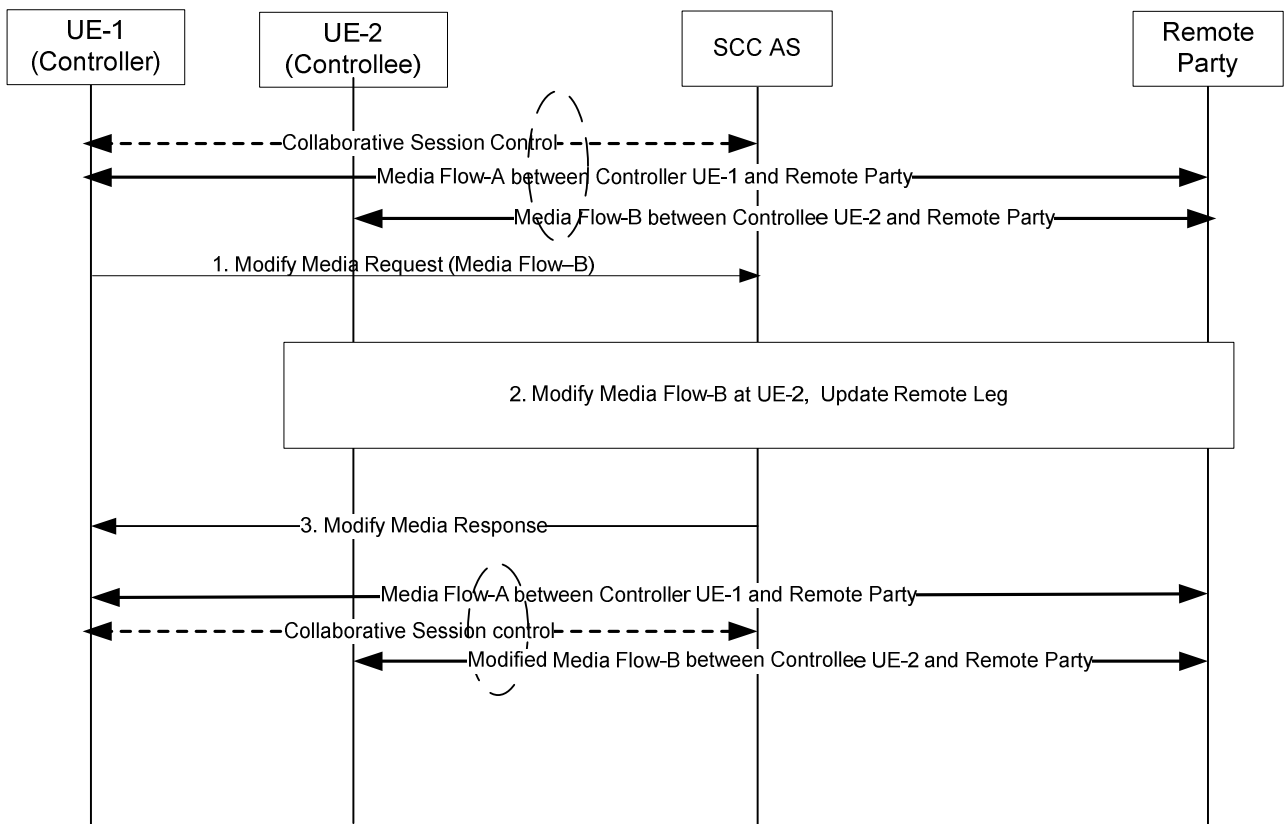 UE-1
(Controller)
UE-2
(Controllee)
SCC AS
Remote
Party
Collaborative Session Control
Media Flow-A between Controller UE-1 and Remote Party
Media Flow-B between Controllee UE-2 and Remote Party
1. Modify Media Request (Media Flow–B)
2. Modify Media Flow-B at UE-2, Update Remote Leg
3. Modify Media Response
Media Flow-A between Controller UE-1 and Remote Party
Collaborative Session control
Modified Media Flow-B between Controllee UE-2 and Remote Party